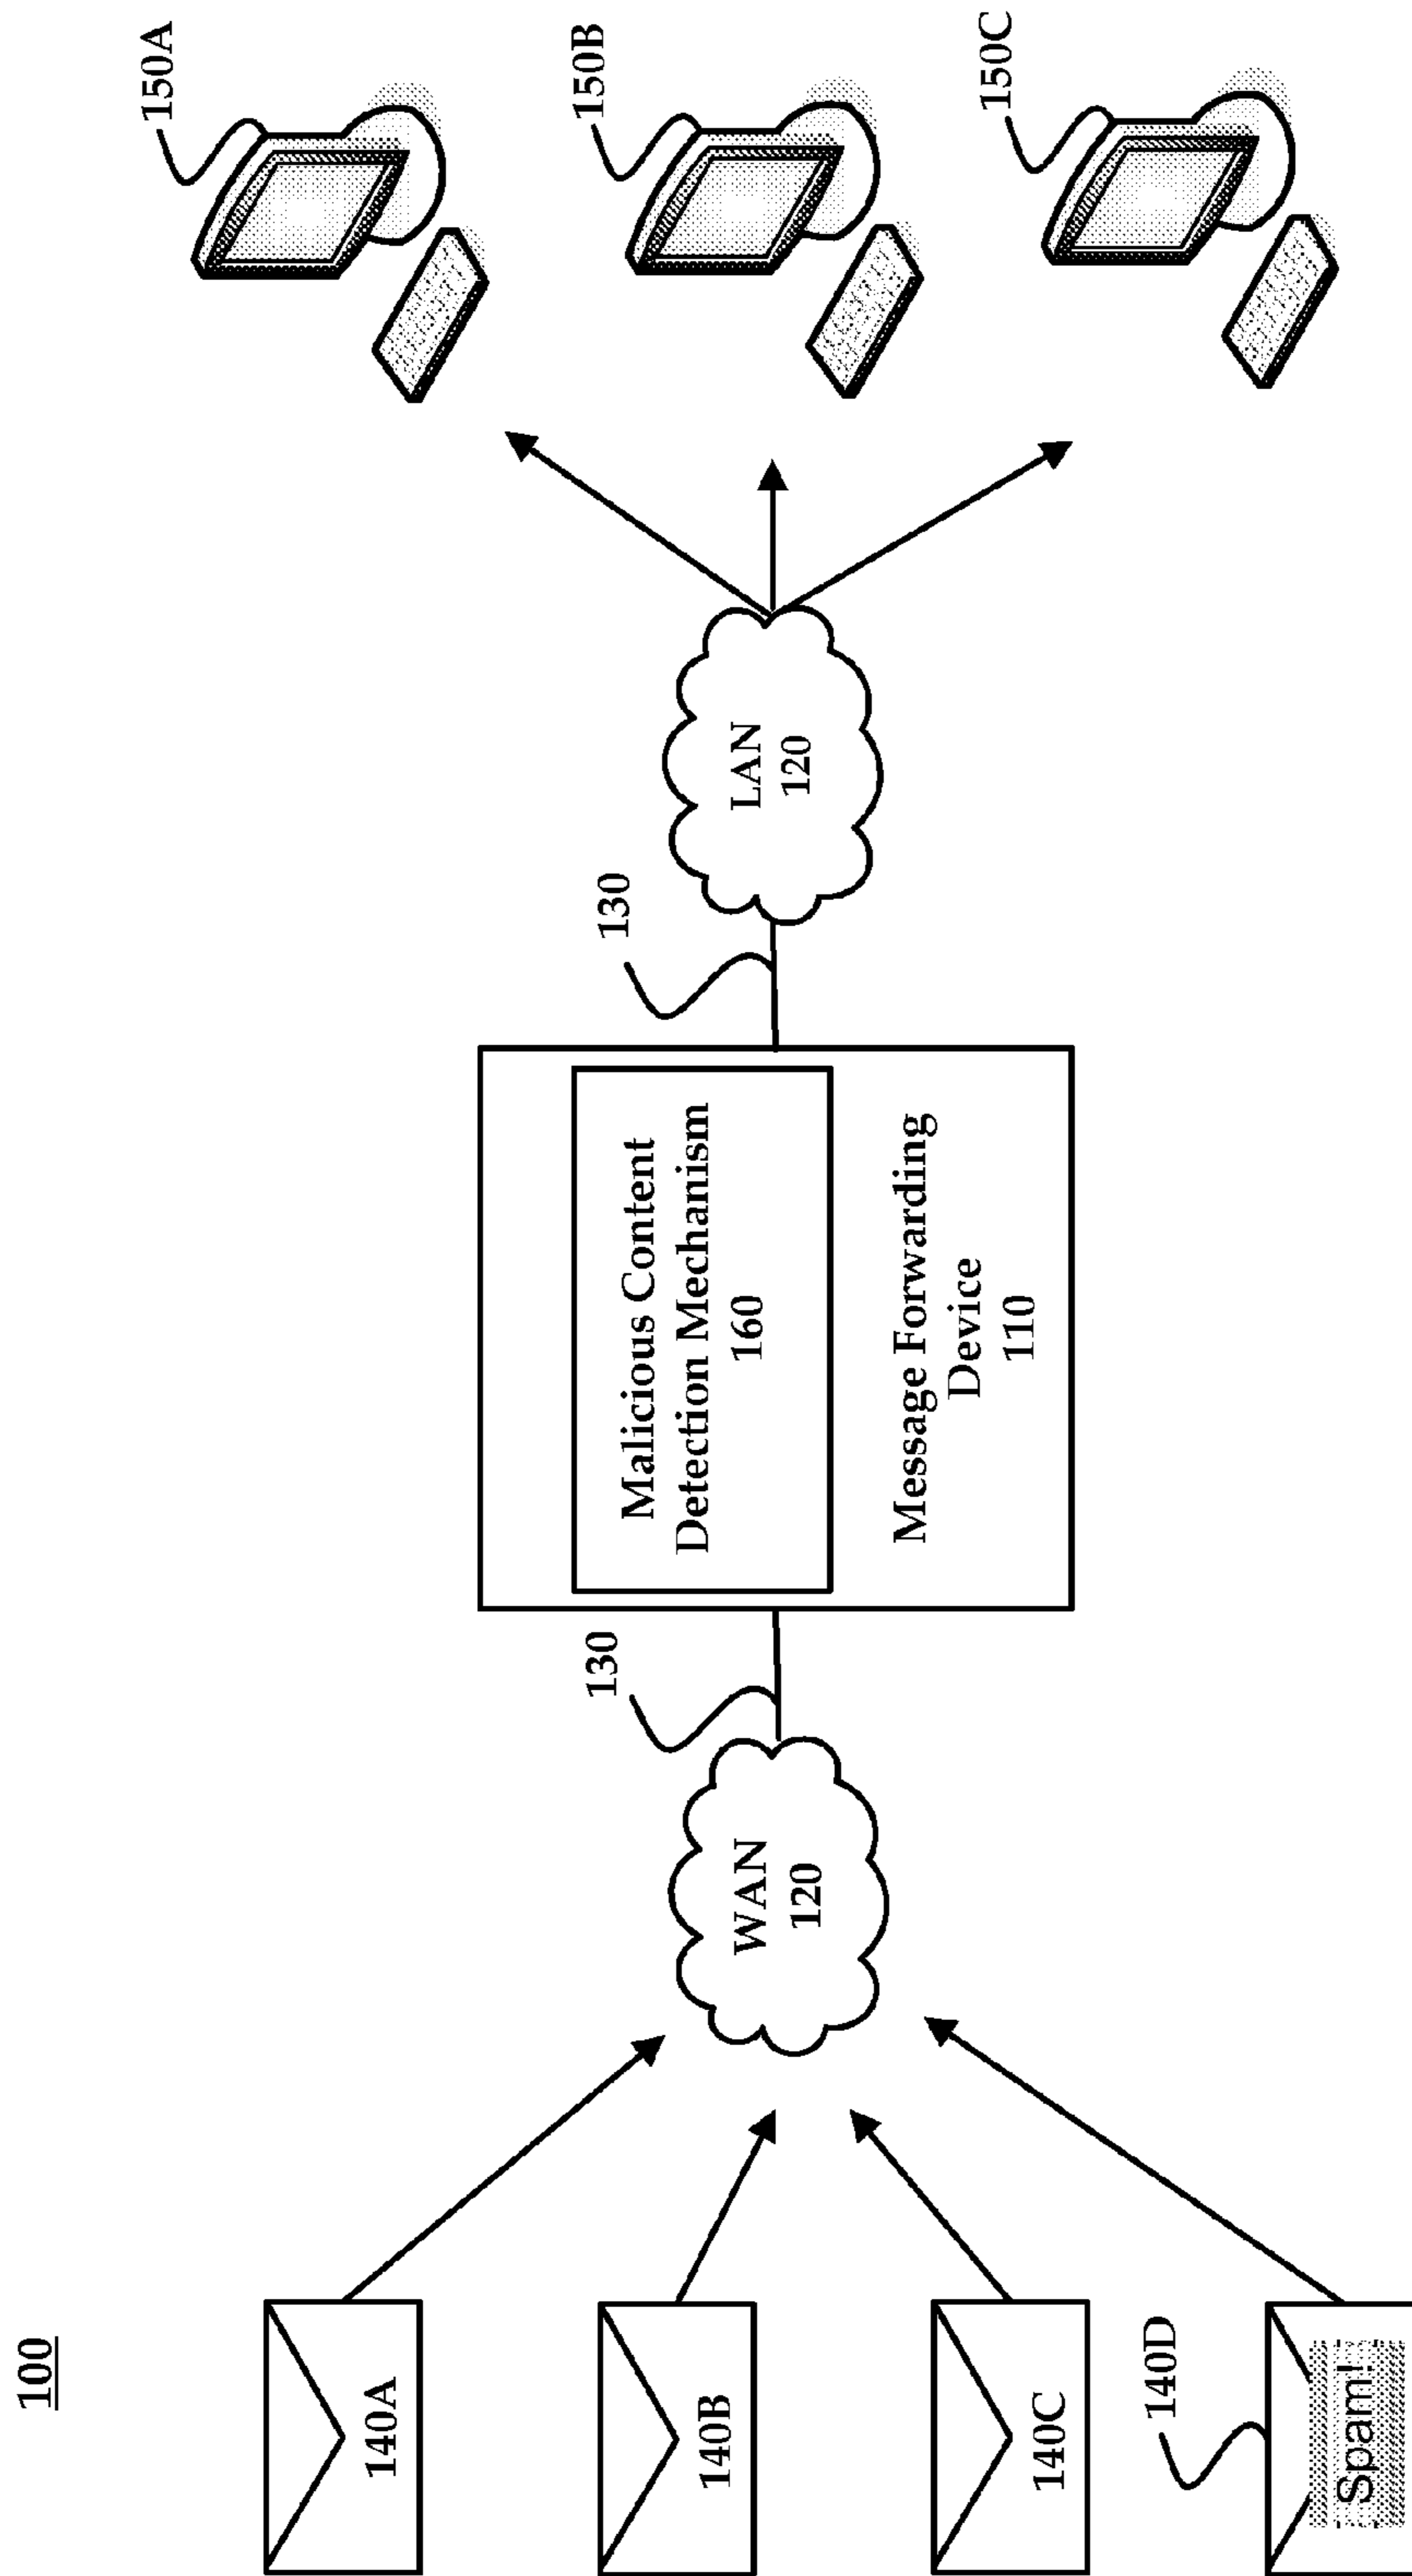 100
140A
140B
140C
140D
Spam!
WAN
120
130
Malicious Content
Detection Mechanism
160
Message Forwarding
Device
110
130
LAN
120
150A
150B
150C